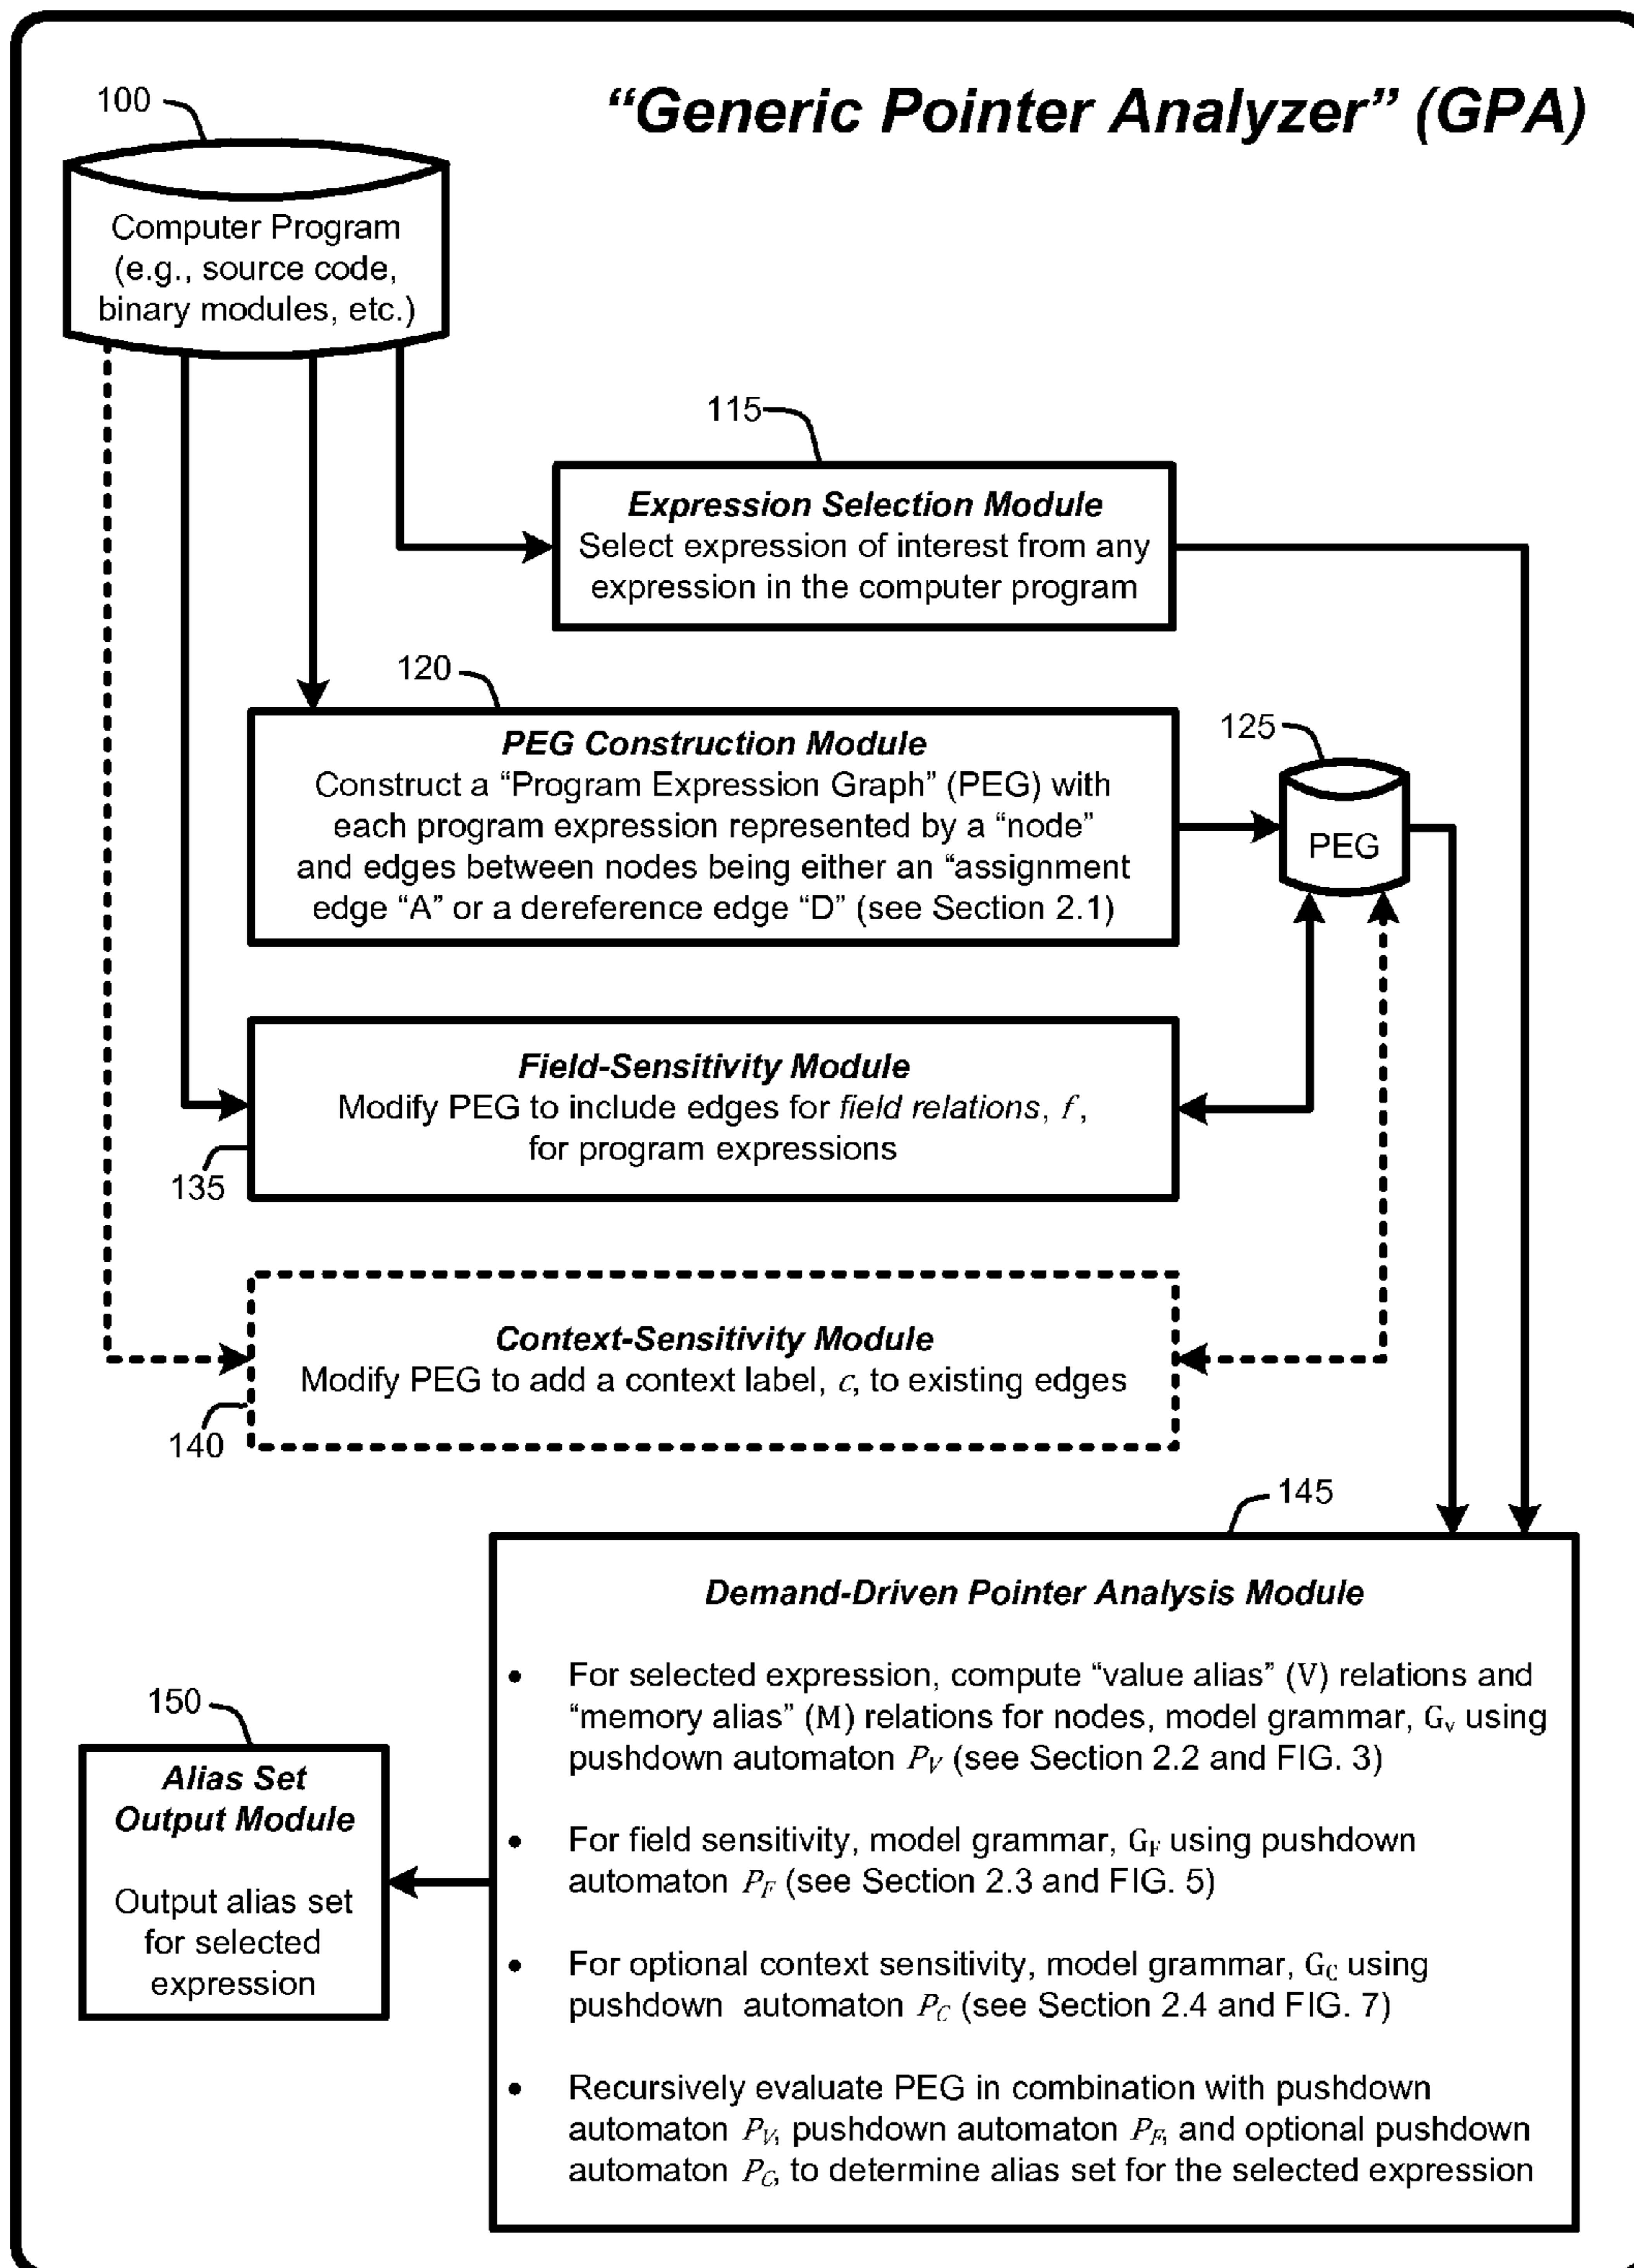 “Generic Pointer Analyzer” (GPA)
100
Computer Program
(e.g., source code,
binary modules, etc.)
115
Expression Selection Module
Select expression of interest from any
expression in the computer program
120
PEG Construction Module
Construct a “Program Expression Graph” (PEG) with
each program expression represented by a “node”
and edges between nodes being either an “assignment
edge “A” or a dereference edge “D” (see Section 2.1)
125
PEG
Field-Sensitivity Module
Modify PEG to include edges for field relations, f,
for program expressions
135
Context-Sensitivity Module
Modify PEG to add a context label, c, to existing edges
140
145
Demand-Driven Pointer Analysis Module
• For selected expression, compute “value alias” (V) relations and
“memory alias” (M) relations for nodes, model grammar, Gv using
pushdown automaton PV (see Section 2.2 and FIG. 3)
• For field sensitivity, model grammar, GF using pushdown
automaton PF (see Section 2.3 and FIG. 5)
• For optional context sensitivity, model grammar, GC using
pushdown automaton PC (see Section 2.4 and FIG. 7)
• Recursively evaluate PEG in combination with pushdown
automaton PV, pushdown automaton PF, and optional pushdown
automaton PC, to determine alias set for the selected expression
150
Alias Set
Output Module
Output alias set
for selected
expression